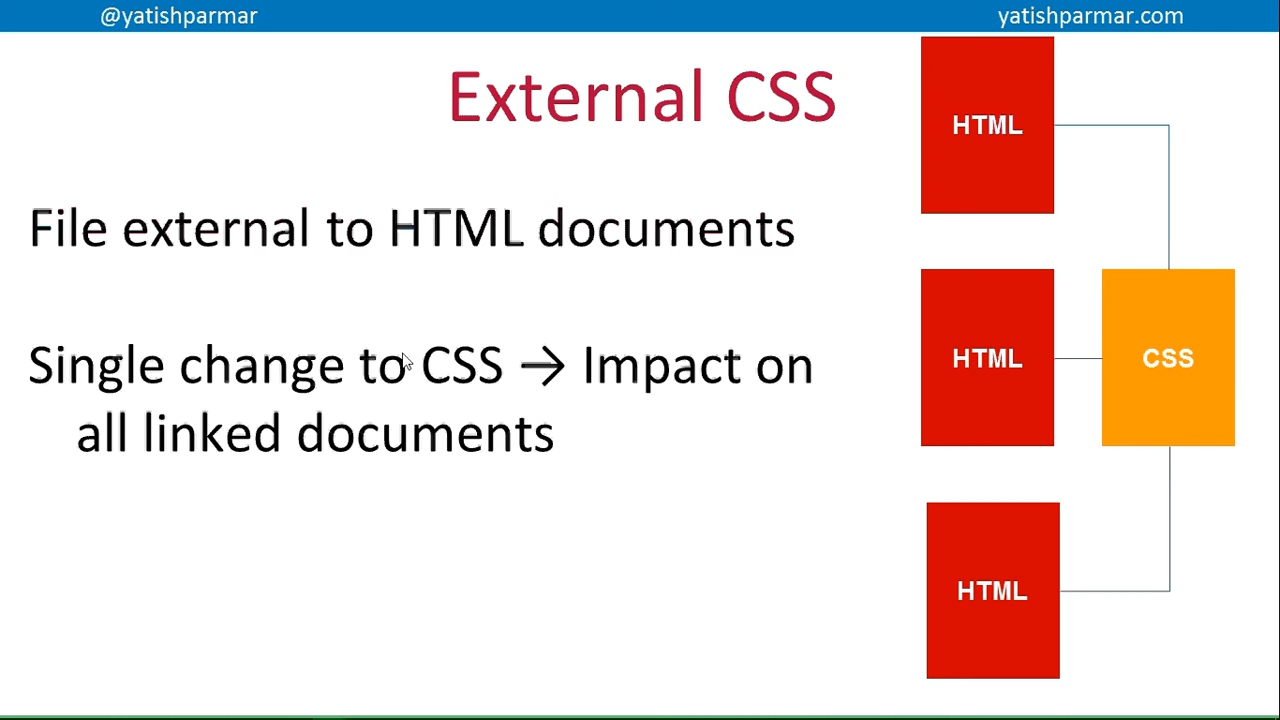 @yatishparmar
yatishparmar.com
External CSS
File external to HTML documents
Single change to CSS → Impact on
all linked documents
HTML
HTML
CSS
HTML